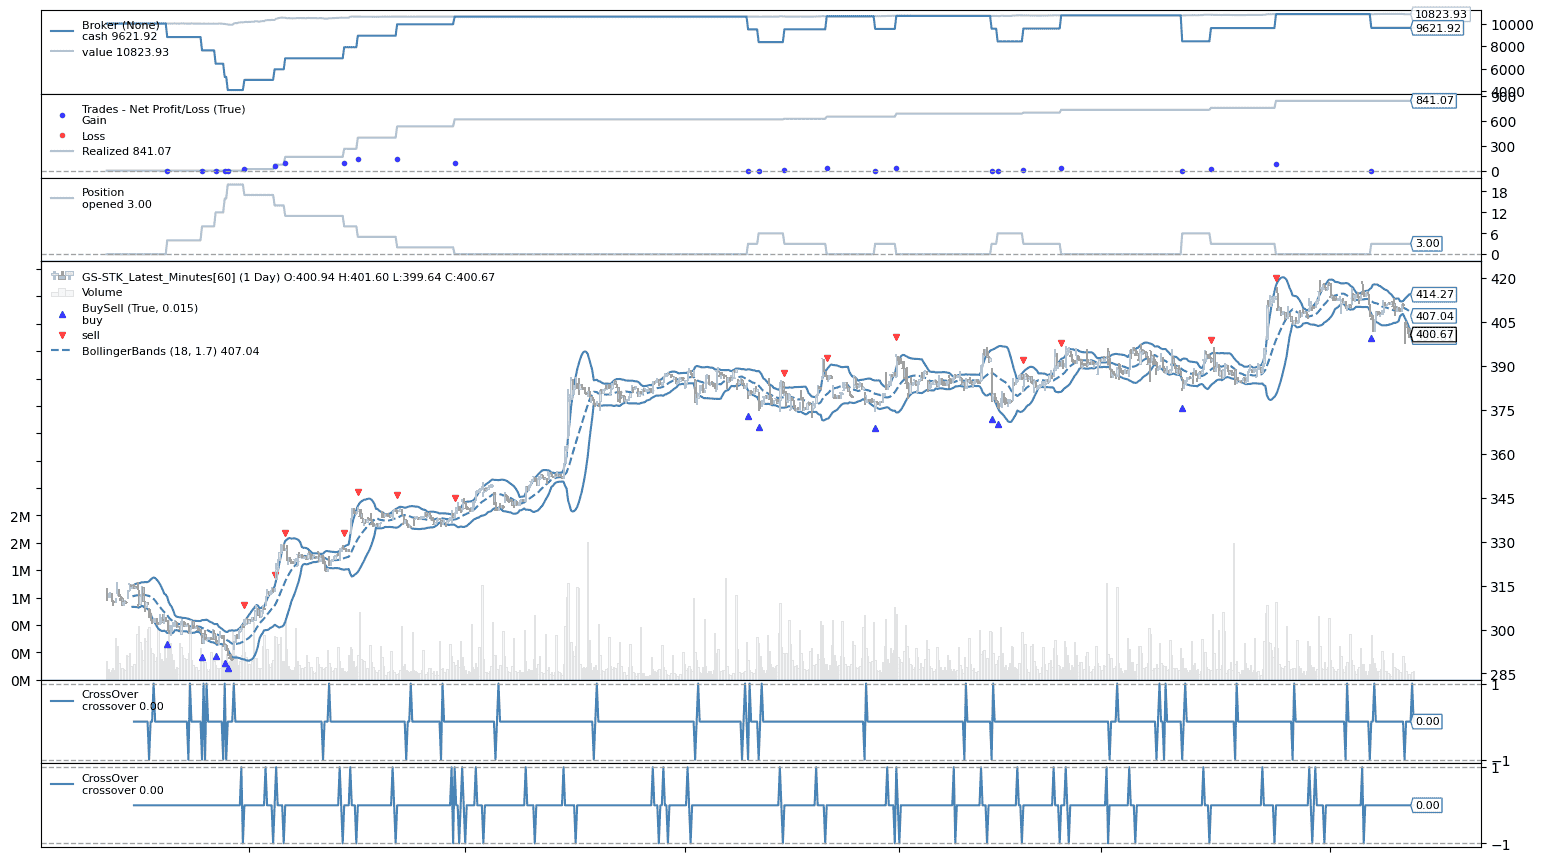 Broker (None)
cash 9621.92
value 10823.93
10823.93
9621.92
10000
8000
6000
4000
Trades - Net Profit/Loss (True)
Gain
Loss
Realized 841.07
841.07
900
600
300
0
Position
opened 3.00
3.00
18
12
6
0
GS-STK_Latest_Minutes[60] (1 Day) O:400.94 H:401.60 L:399.64 C:400.67
Volume
BuySell (True, 0.015)
buy
sell
BollingerBands (18, 1.7) 407.04
414.27
407.04
400.67
420
405
390
375
360
345
330
315
300
285
2M
2M
1M
1M
0M
0M
0M
CrossOver
crossover 0.00
0.00
1
−1
CrossOver
crossover 0.00
0.00
1
−1